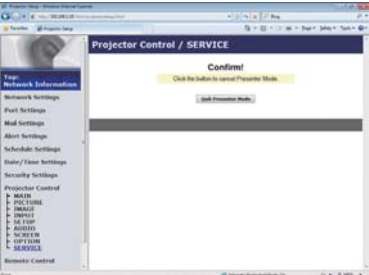 Projector Control / SERVICE
Confirm!
Click the button to cancel Presenter Mode.
Quit Presenter Mode
Top:
Network Information
Network Settings
Port Settings
Mail Settings
Alert Settings
Schedule Settings
Date/Time Settings
Security Settings
Projector Control
MAIN
PICTURE
IMAGE
INPUT
SETUP
AUDIO
SCREEN
OPTION
SERVICE
Remote Control